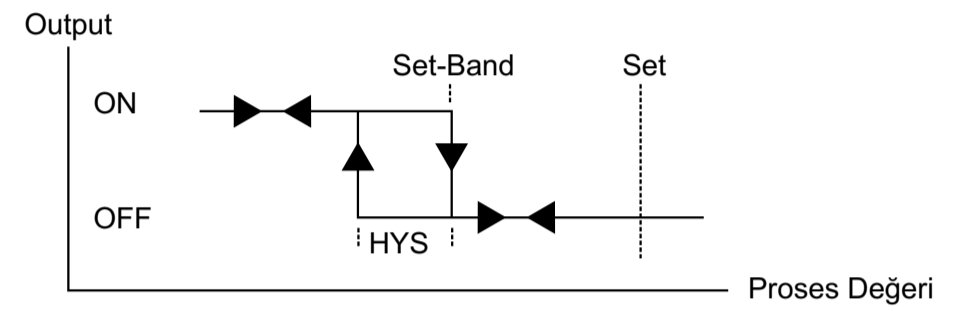 Output
Set-Band
Set
ON
OFF
HYS
Proses Değeri